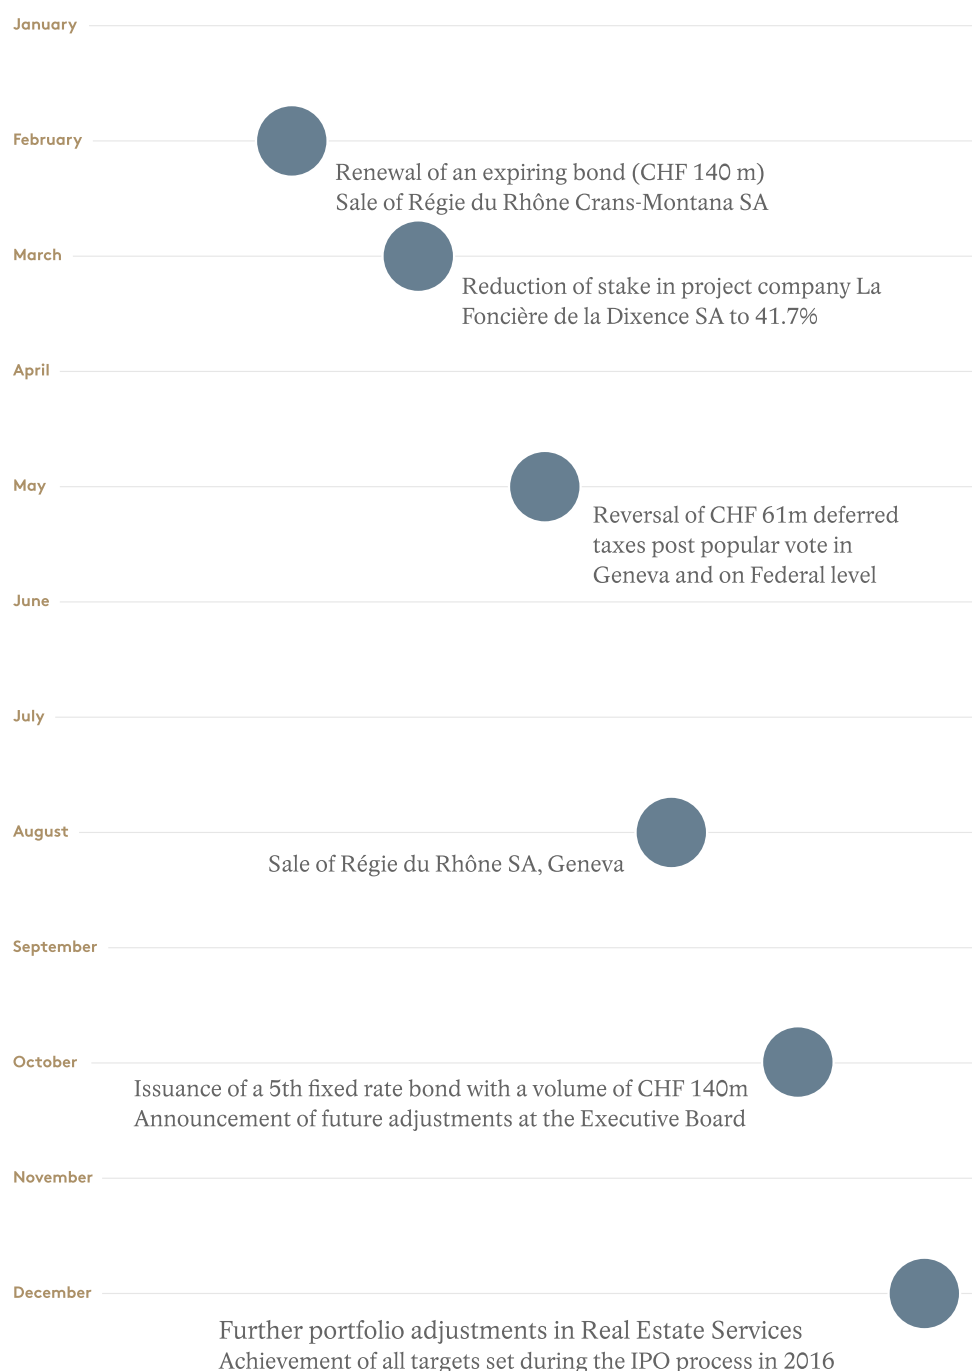 January
February
Renewal of an expiring bond (CHF 140 m)
Sale of Régie du Rhône Crans-Montana SA
March
Reduction of stake in project company La
Foncière de la Dixence SA to 41.7%
April
May
Reversal of CHF 61m deferred
taxes post popular vote in
Geneva and on Federal level
June
July
August
Sale of Régie du Rhône SA, Geneva
September
October
Issuance of a 5th fixed rate bond with a volume of CHF 140m
Announcement of future adjustments at the Executive Board
November
December
Further portfolio adjustments in Real Estate Services
Achievement of all targets set during the IPO process in 2016